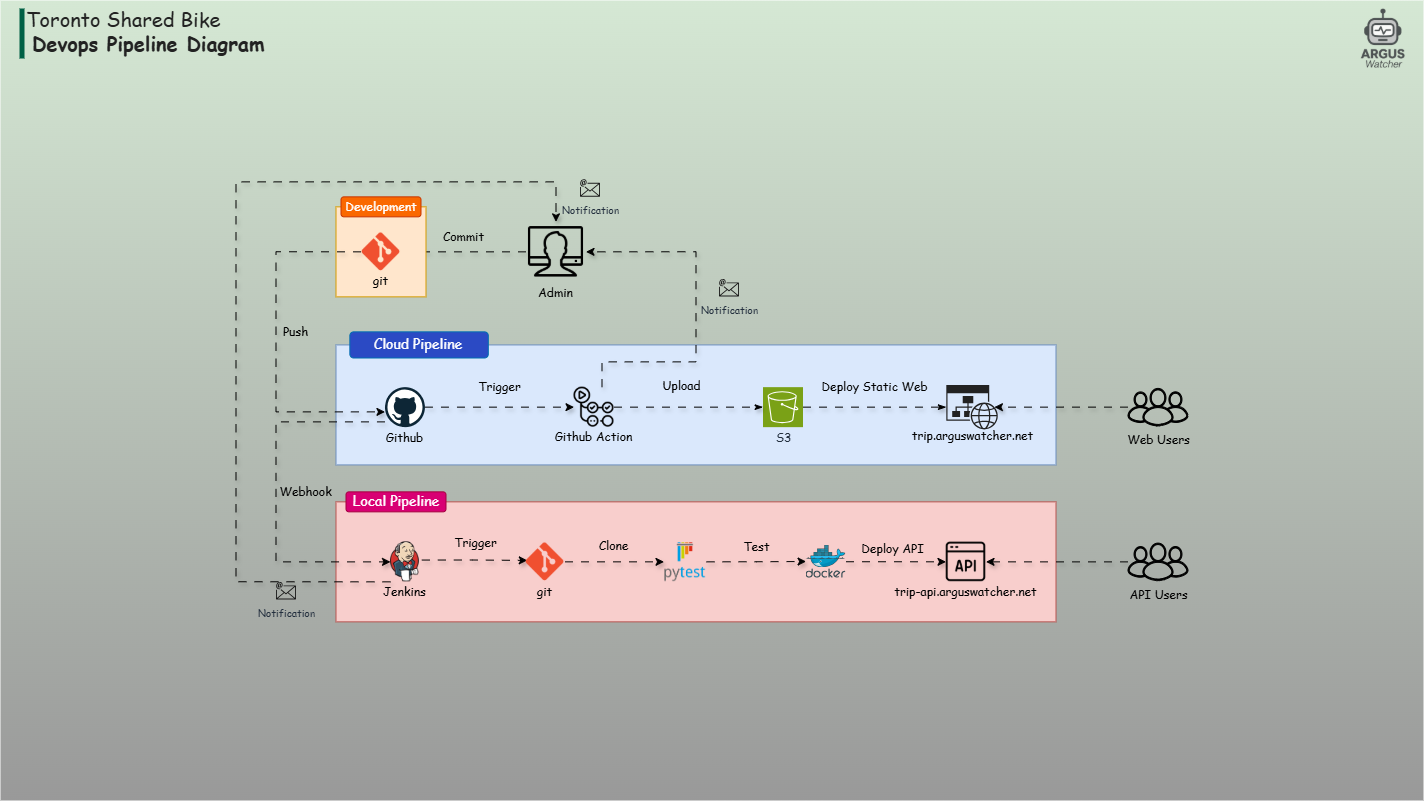 Toronto Shared Bike
Devops Pipeline Diagram
ARGUS
Watcher
Notification
Development
Commit
git
Admin
Notification
Push
Cloud Pipeline
Trigger
Upload
Deploy Static Web
Github
Github Action
S3
trip.arguswatcher.net
Web Users
Webhook
Local Pipeline
Trigger
Clone
Test
Deploy API
API
pytest
docker
Jenkins
git
trip-api.arguswatcher.net
API Users
Notification